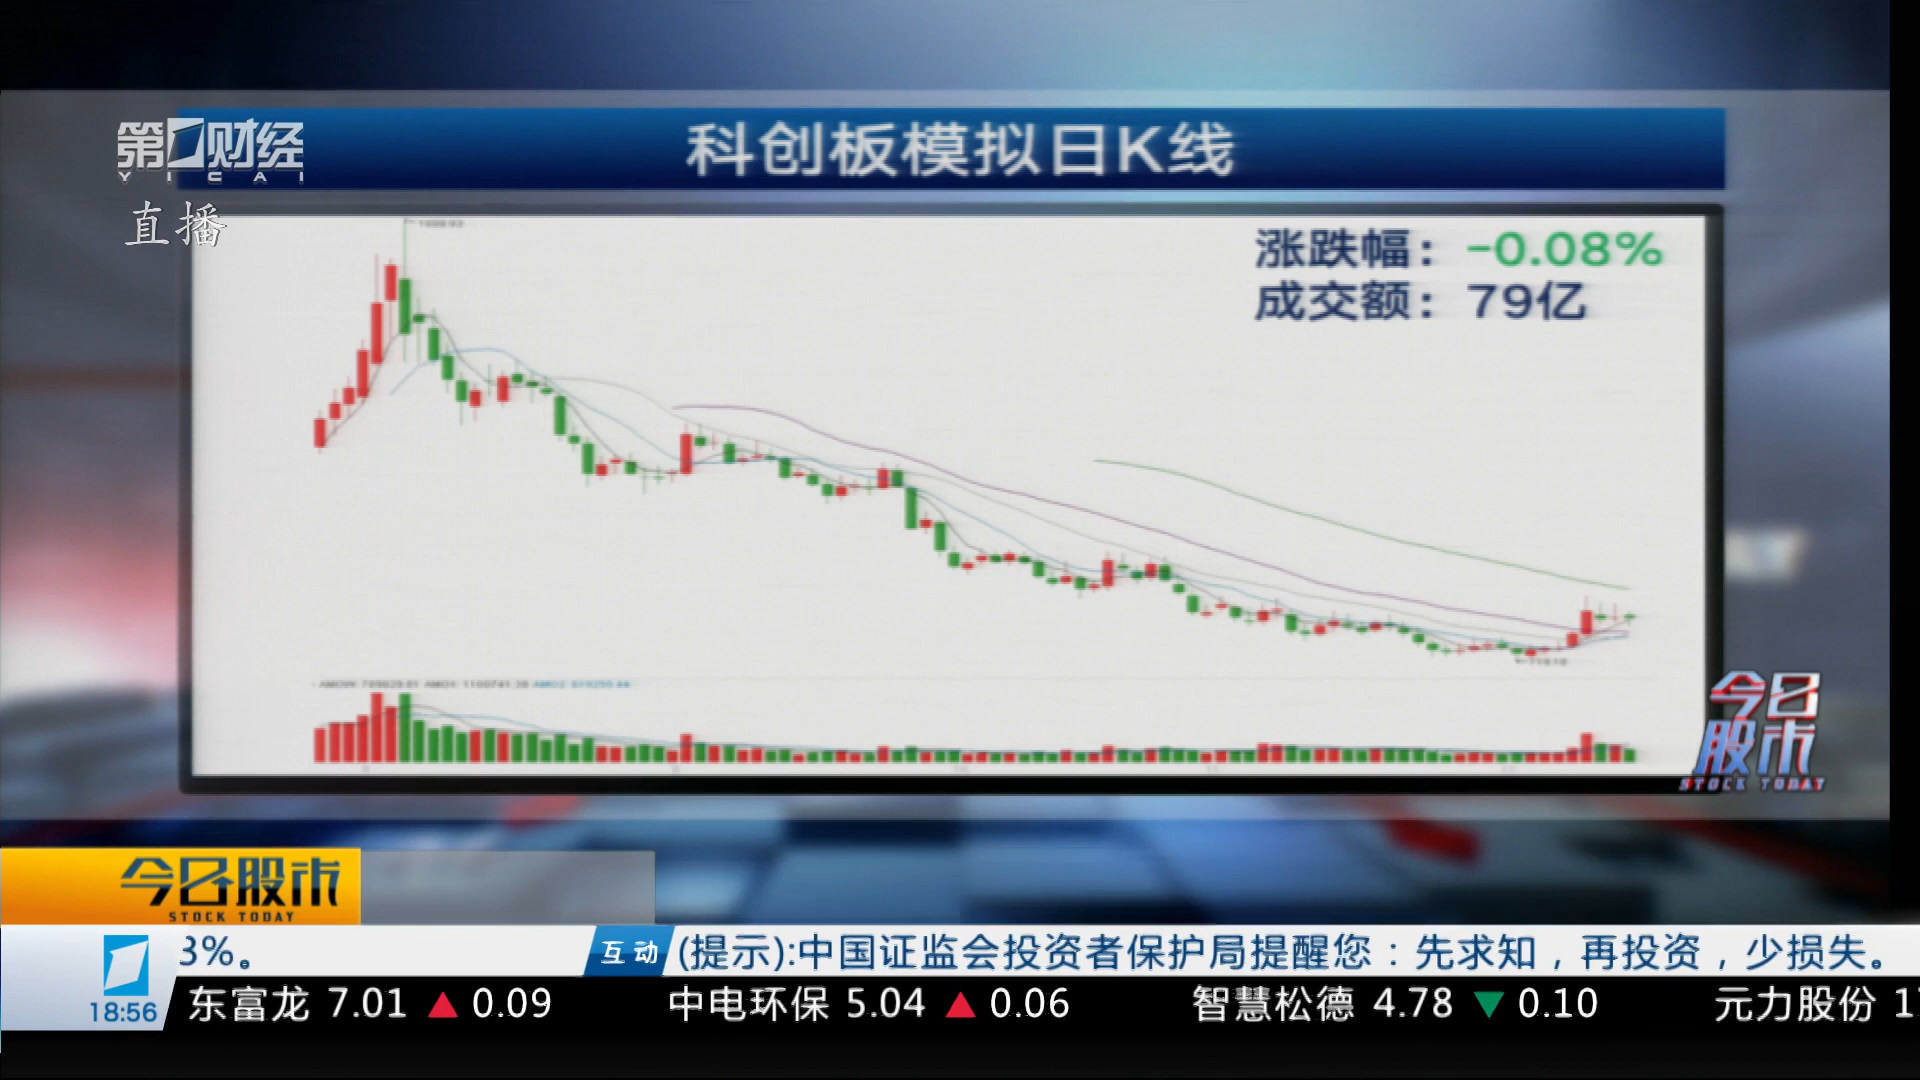 第一财经
YICAI
直播
科创板模拟日K线
涨跌幅：-0.08%
成交额：79亿
今日股市
STOCK TODAY
今日股市
STOCK TODAY
3%。
互动 (提示):中国证监会投资者保护局提醒您：先求知，再投资，少损失。
18:56
东富龙 7.01 ▲ 0.09 中电环保 5.04 ▲ 0.06 智慧松德 4.78 ▼ 0.10 元力股份